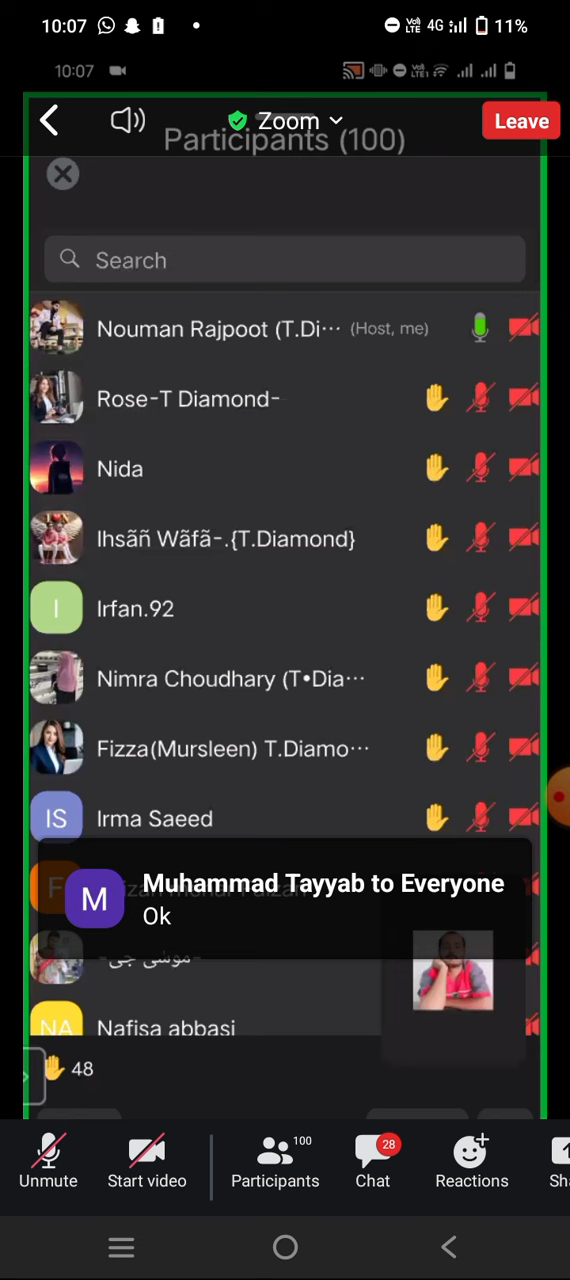 10:07
4G
11%
10:07
Zoom
Leave
Participants (100)
Search
Nouman Rajpoot (T.Di··· (Host, me)
Rose-T Diamond-
Nida
Ihsãñ Wãfã-.{T.Diamond}
I
Irfan.92
Nimra Choudhary (T•Dia···
Fizza(Mursleen) T.Diamo···
IS
Irma Saeed
M
Muhammad Tayyab to Everyone
Ok
-موسى جى-
NA
Nafisa abbasi
48
Unmute
Start video
100
Participants
28
Chat
Reactions